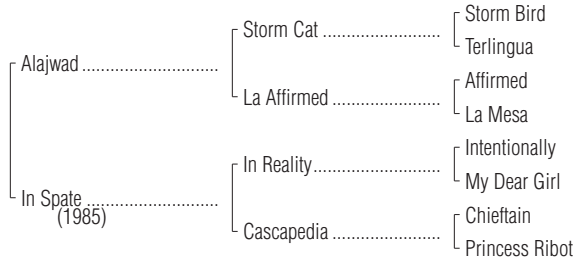 Storm Bird
Storm Cat ........................
Terlingua
Alajwad ............................
Affirmed
La Affirmed ......................
La Mesa
Intentionally
In Reality..........................
My Dear Girl
In Spate ...........................
(1985)
Chieftain
Cascapedia ......................
Princess Ribot